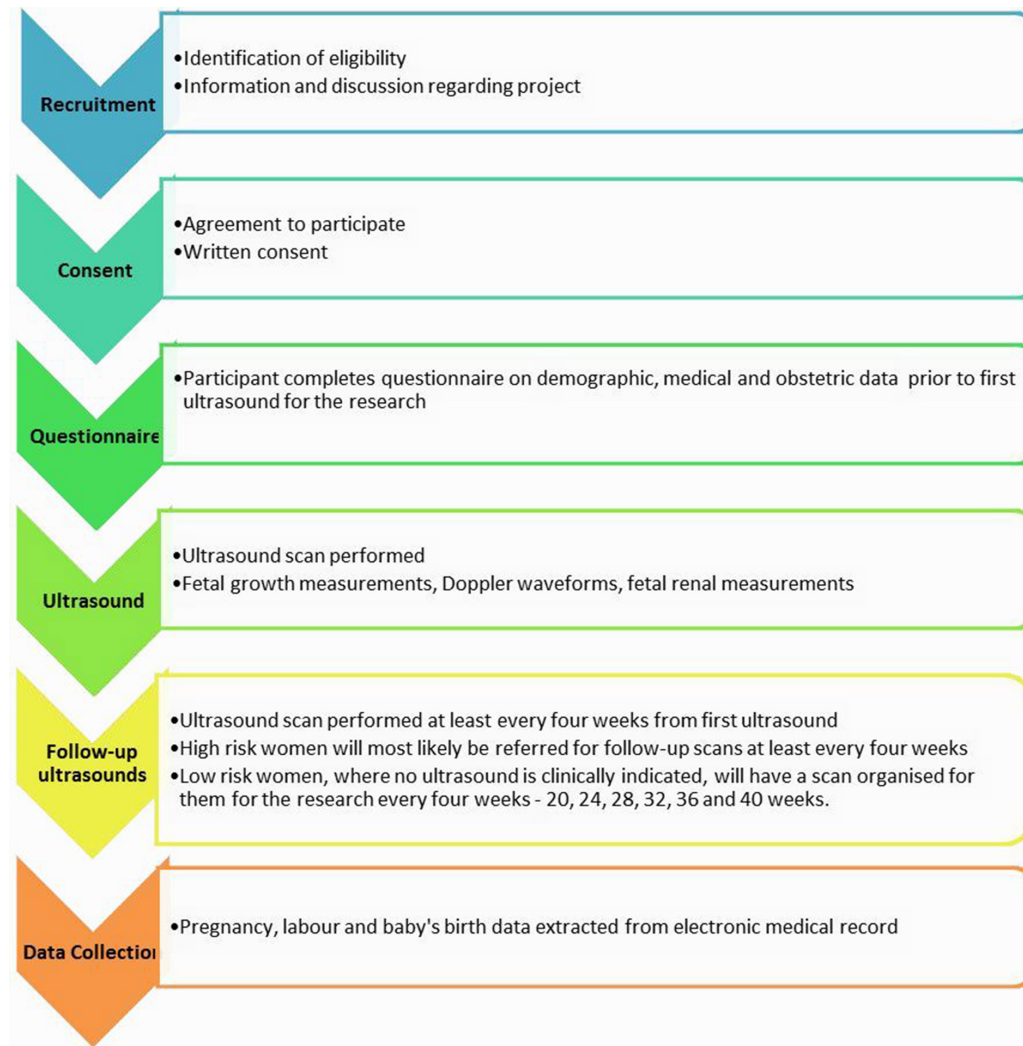 Recruitment
•Identification of eligibility
•Information and discussion regarding project
Consent
•Agreement to participate
•Written consent
Questionnaire
•Participant completes questionnaire on demographic, medical and obstetric data prior to first
ultrasound for the research
Ultrasound
•Ultrasound scan performed
•Fetal growth measurements, Doppler waveforms, fetal renal measurements
Follow-up
ultrasounds
•Ultrasound scan performed at least every four weeks from first ultrasound
•High risk women will most likely be referred for follow-up scans at least every four weeks
•Low risk women, where no ultrasound is clinically indicated, will have a scan organised for
them for the research every four weeks - 20, 24, 28, 32, 36 and 40 weeks.
Data Collection
•Pregnancy, labour and baby's birth data extracted from electronic medical record